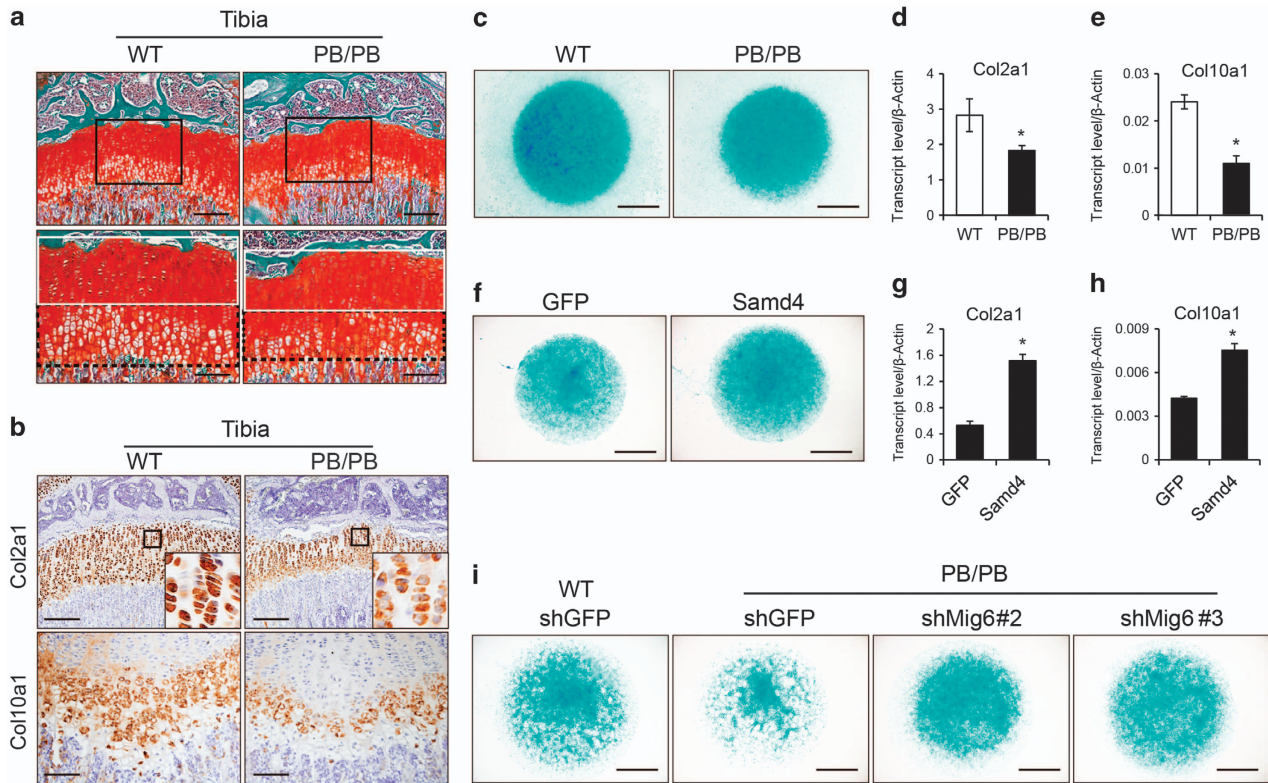 a
Tibia
WT PB/PB
b
Tibia
WT PB/PB
Col2a1
Col10a1
c
WT PB/PB
d
Col2a1
Transcript level/β-Actin
4
3
2
1
0
*
WT PB/PB
e
Col10a1
Transcript level/β-Actin
0.03
0.02
0.01
0
*
WT PB/PB
f
GFP Samd4
g
Col2a1
Transcript level/β-Actin
2
1.6
1.2
0.8
0.4
0
*
GFP Samd4
h
Col10a1
Transcript level/β-Actin
0.009
0.006
0.003
0
*
GFP Samd4
i
WT PB/PB
shGFP shGFP shMig6#2 shMig6 #3